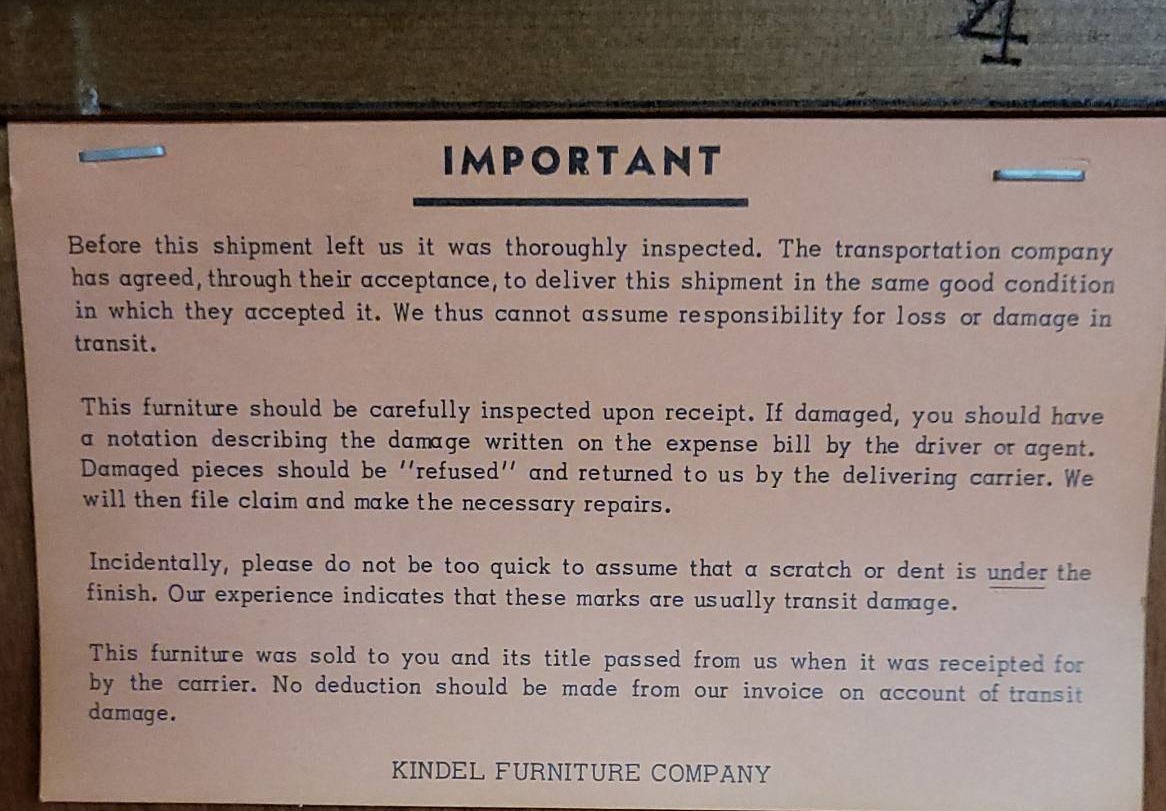 4
IMPORTANT
Before this shipment left us it was thoroughly inspected. The transportation company
has agreed, through their acceptance, to deliver this shipment in the same good condition
in which they accepted it. We thus cannot assume responsibility for loss or damage in
transit.
This furniture should be carefully inspected upon receipt. If damaged, you should have
a notation describing the damage written on the expense bill by the driver or agent.
Damaged pieces should be "refused" and returned to us by the delivering carrier. We
will then file claim and make the necessary repairs.
Incidentally, please do not be too quick to assume that a scratch or dent is under the
finish. Our experience indicates that these marks are usually transit damage.
This furniture was sold to you and its title passed from us when it was receipted for
by the carrier. No deduction should be made from our invoice on account of transit
damage.
KINDEL FURNITURE COMPANY